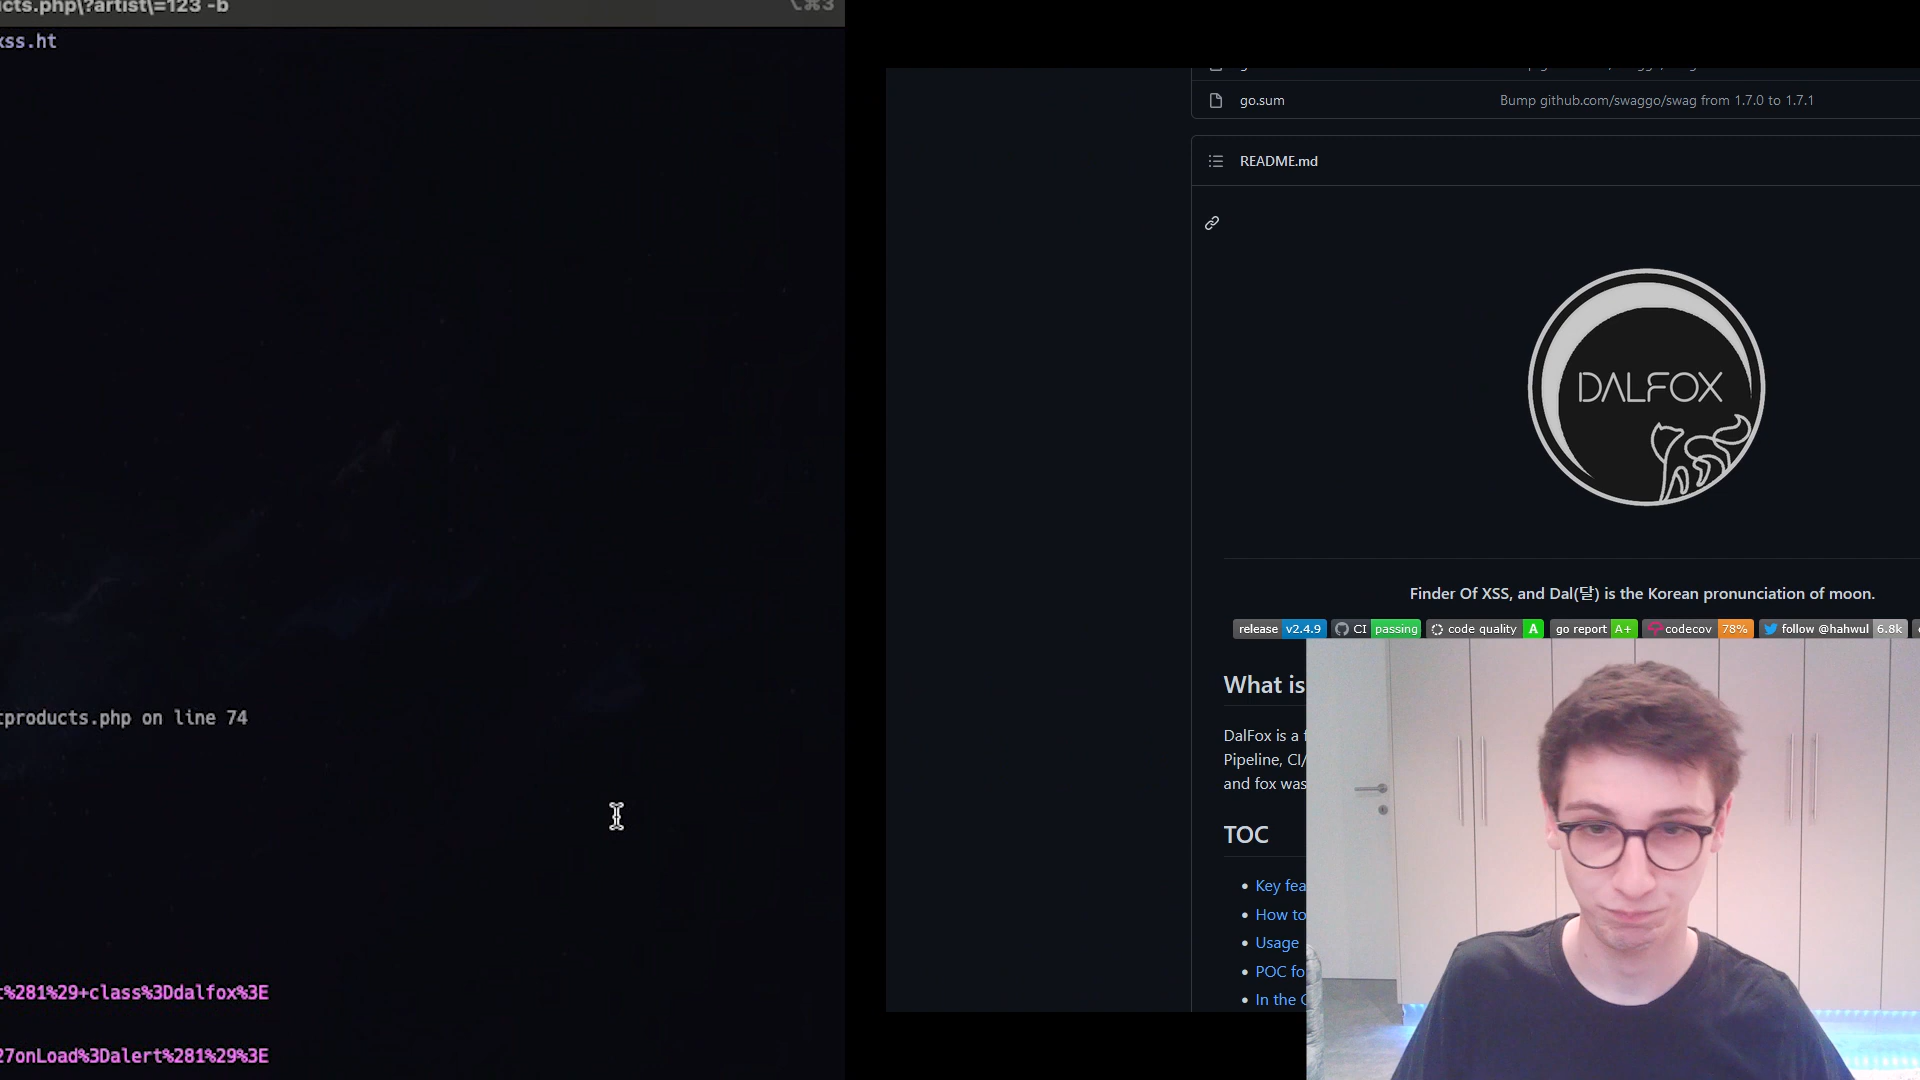 cts.php\?artist\=123 -b
⌥⌘3
xss.ht
tproducts.php on line 74
t%281%29+class%3Ddalfox%3E
27onLoad%3Dalert%281%29%3E
go.sum
Bump github.com/swaggo/swag from 1.7.0 to 1.7.1
README.md
DALFOX
Finder Of XSS, and Dal(달) is the Korean pronunciation of moon.
release v2.4.9 CI passing code quality A go report A+ codecov 78% follow @hahwul 6.8k
What is
DalFox is a f
Pipeline, CI/
and fox was
TOC
Key fea
How to
Usage
POC fo
In the